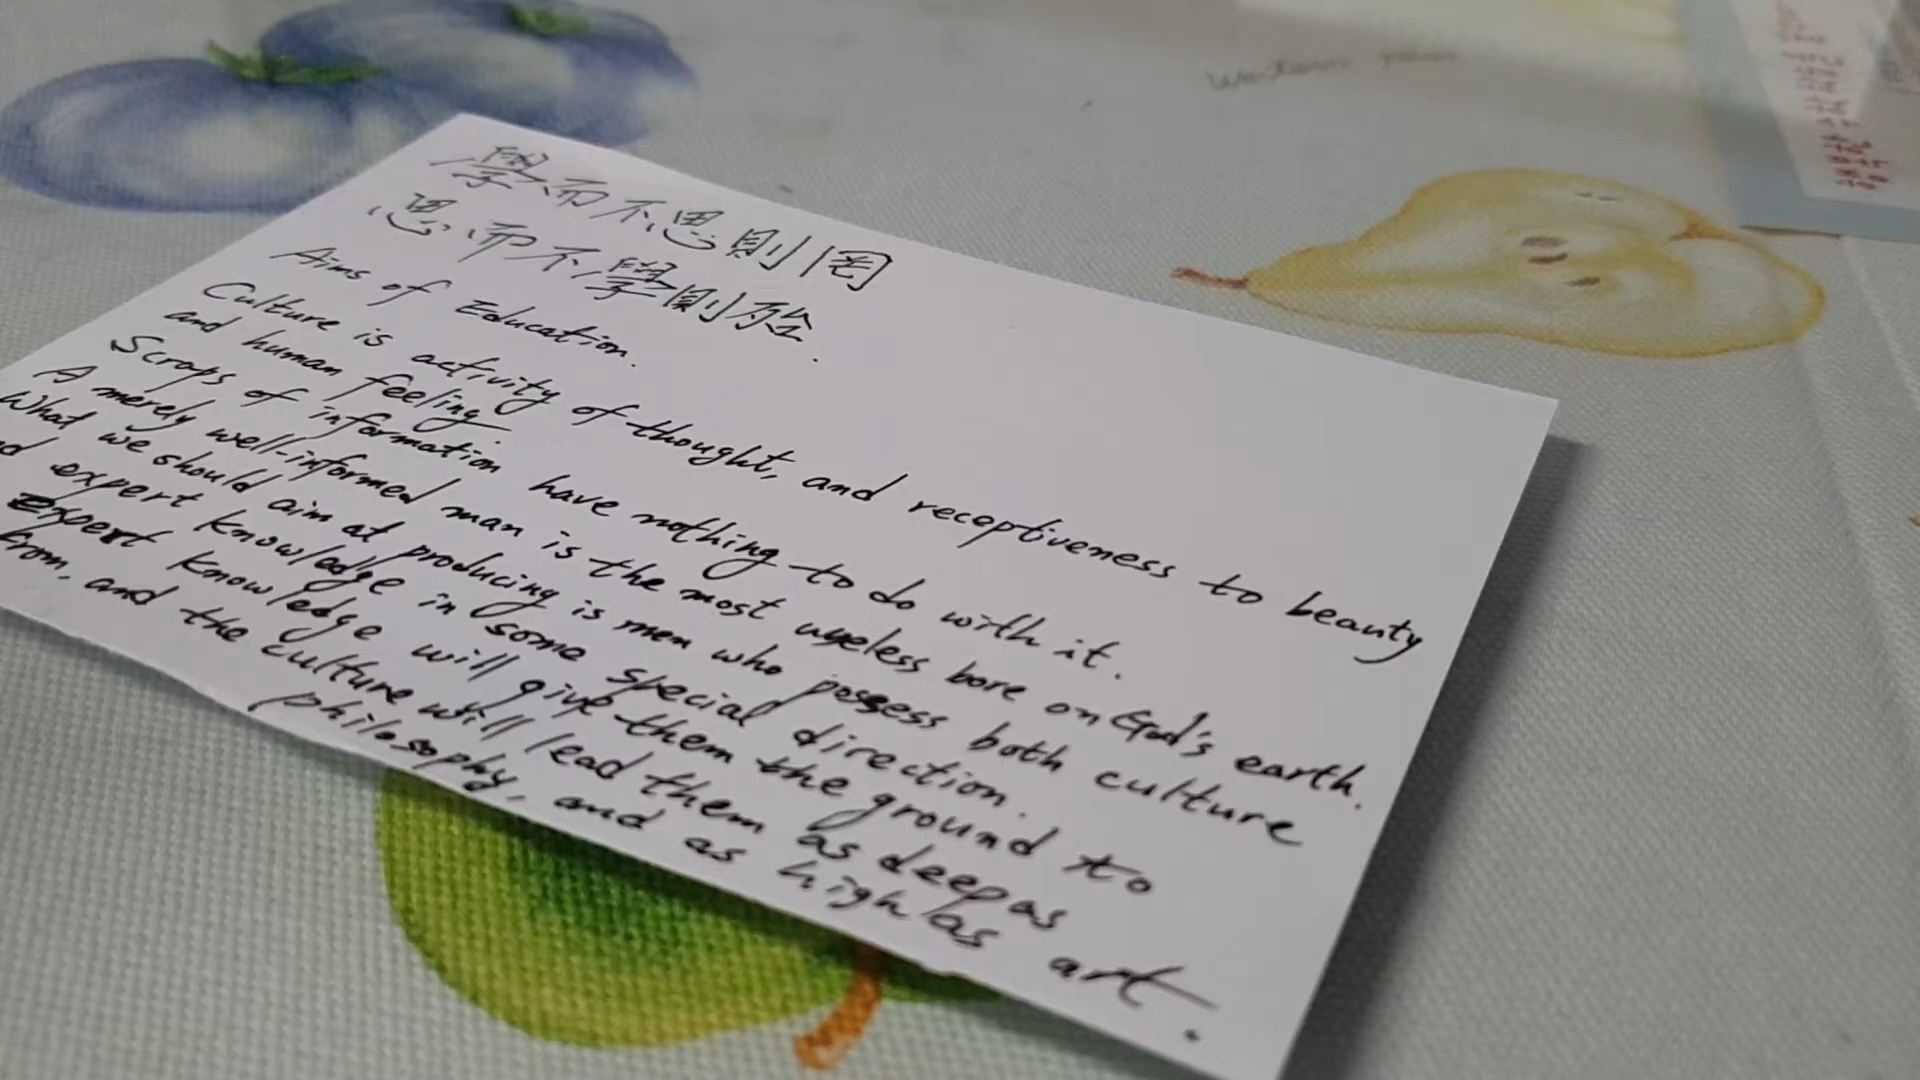 學而不思則罔
思而不學則殆.
Aims of Education.
Culture is activity of thought, and receptiveness to beauty
and human feeling.
Scraps of information have nothing to do with it.
A merely well-informed man is the most useless bore on God's earth.
What we should aim at producing is men who possess both culture
expert knowledge in some special direction.
Expert knowledge will give them the ground to
from, and the culture will lead them as deep as
philosophy, and as high as art.